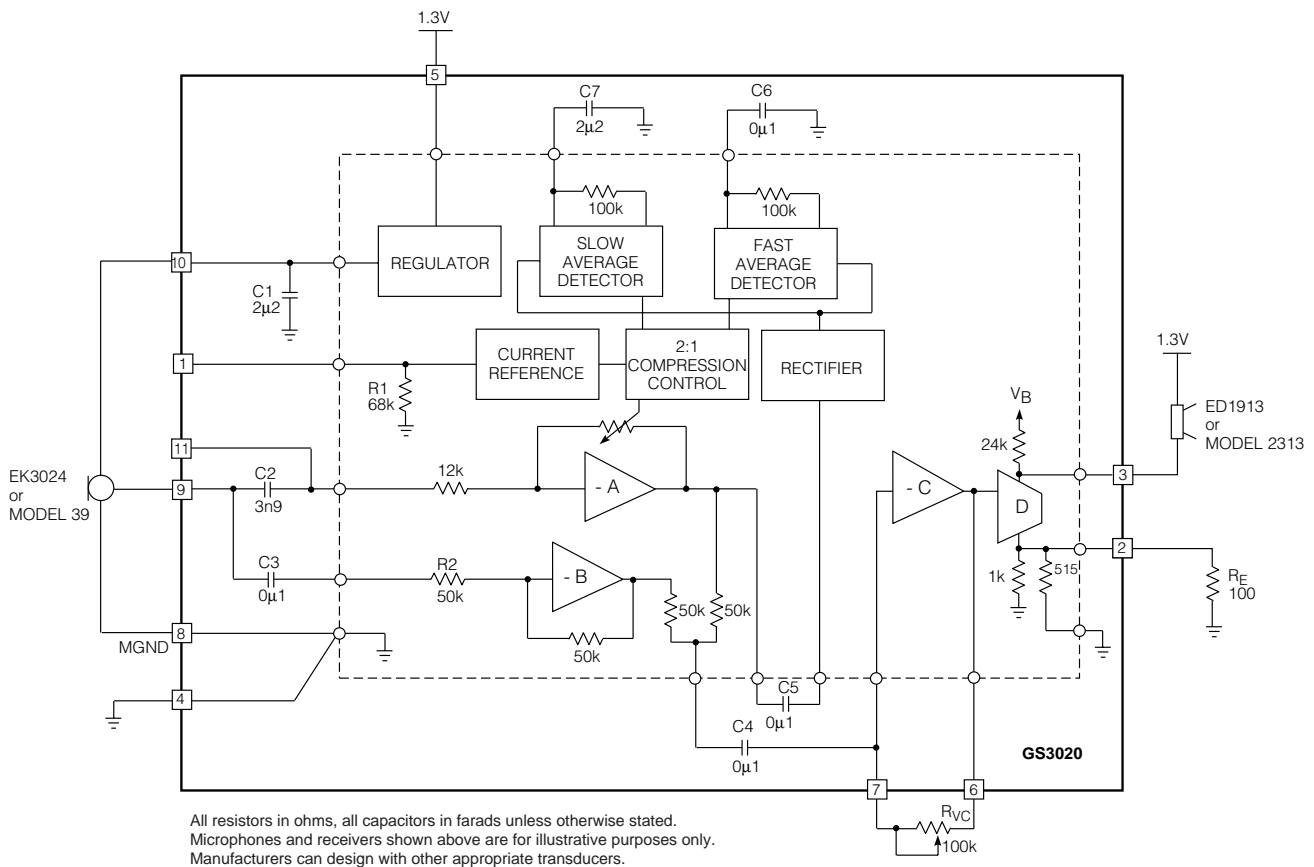 1.3V
5
C7
2µ2
C6
0µ1
100k
100k
REGULATOR
SLOW
AVERAGE
DETECTOR
FAST
AVERAGE
DETECTOR
10
C1
2µ2
1
R1
68k
CURRENT
REFERENCE
2:1
COMPRESSION
CONTROL
RECTIFIER
1.3V
ED1913
or
MODEL 2313
VB
24k
3
11
EK3024
or
MODEL 39
9
C2
3n9
12k
- A
- C
D
2
C3
0µ1
R2
50k
- B
50k
50k
50k
1k
515
RE
100
8
MGND
4
C5
0µ1
C4
0µ1
GS3020
7
6
RVC
100k
All resistors in ohms, all capacitors in farads unless otherwise stated.
Microphones and receivers shown above are for illustrative purposes only.
Manufacturers can design with other appropriate transducers.